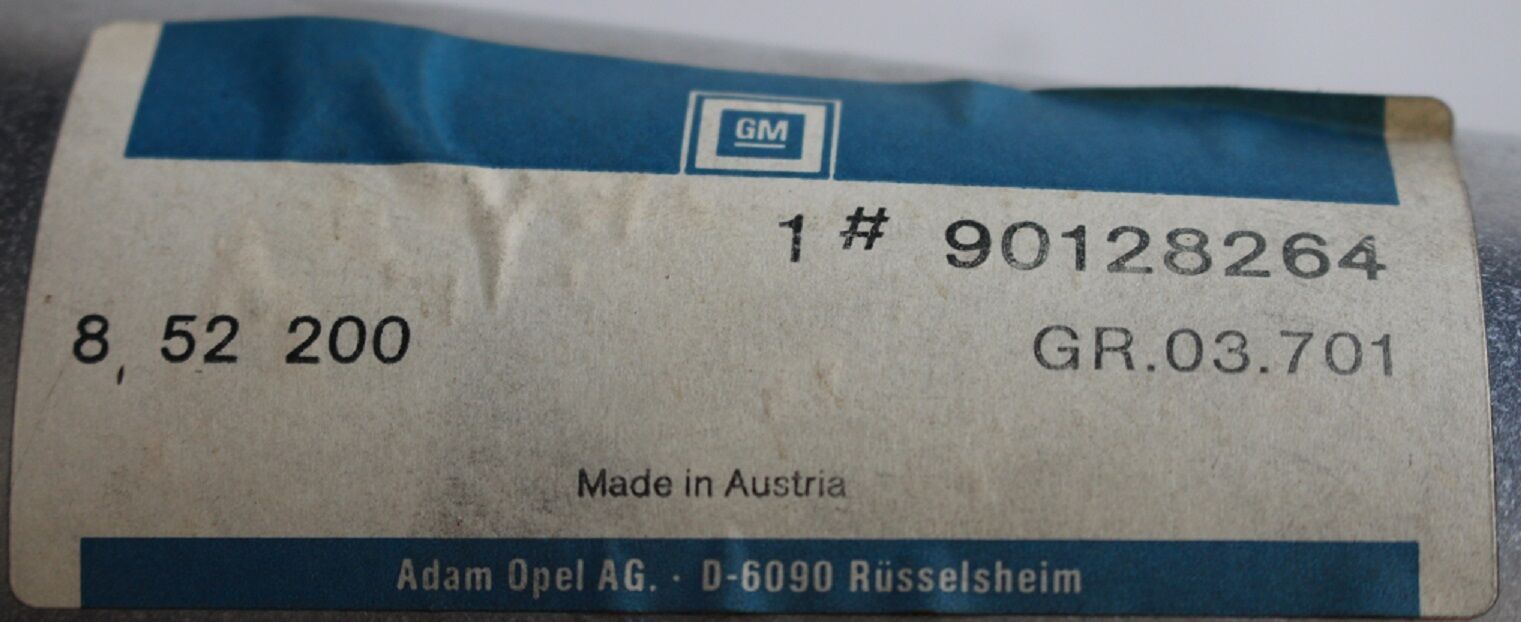 GM
1 # 90128264
8, 52 200
GR.03.701
Made in Austria
Adam Opel AG. · D-6090 Rüsselsheim